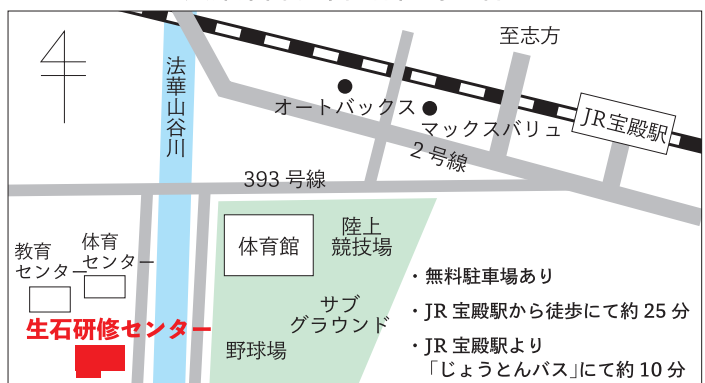 至志方
法華山谷川
オートバックス
マックスバリュ
JR宝殿駅
2号線
393号線
体育館
陸上
競技場
教育
センター
体育
センター
サブ
グラウンド
野球場
生石研修センター
・無料駐車場あり
・JR宝殿駅から徒歩にて約25分
・JR宝殿駅より
「じょうとんバス」にて約10分